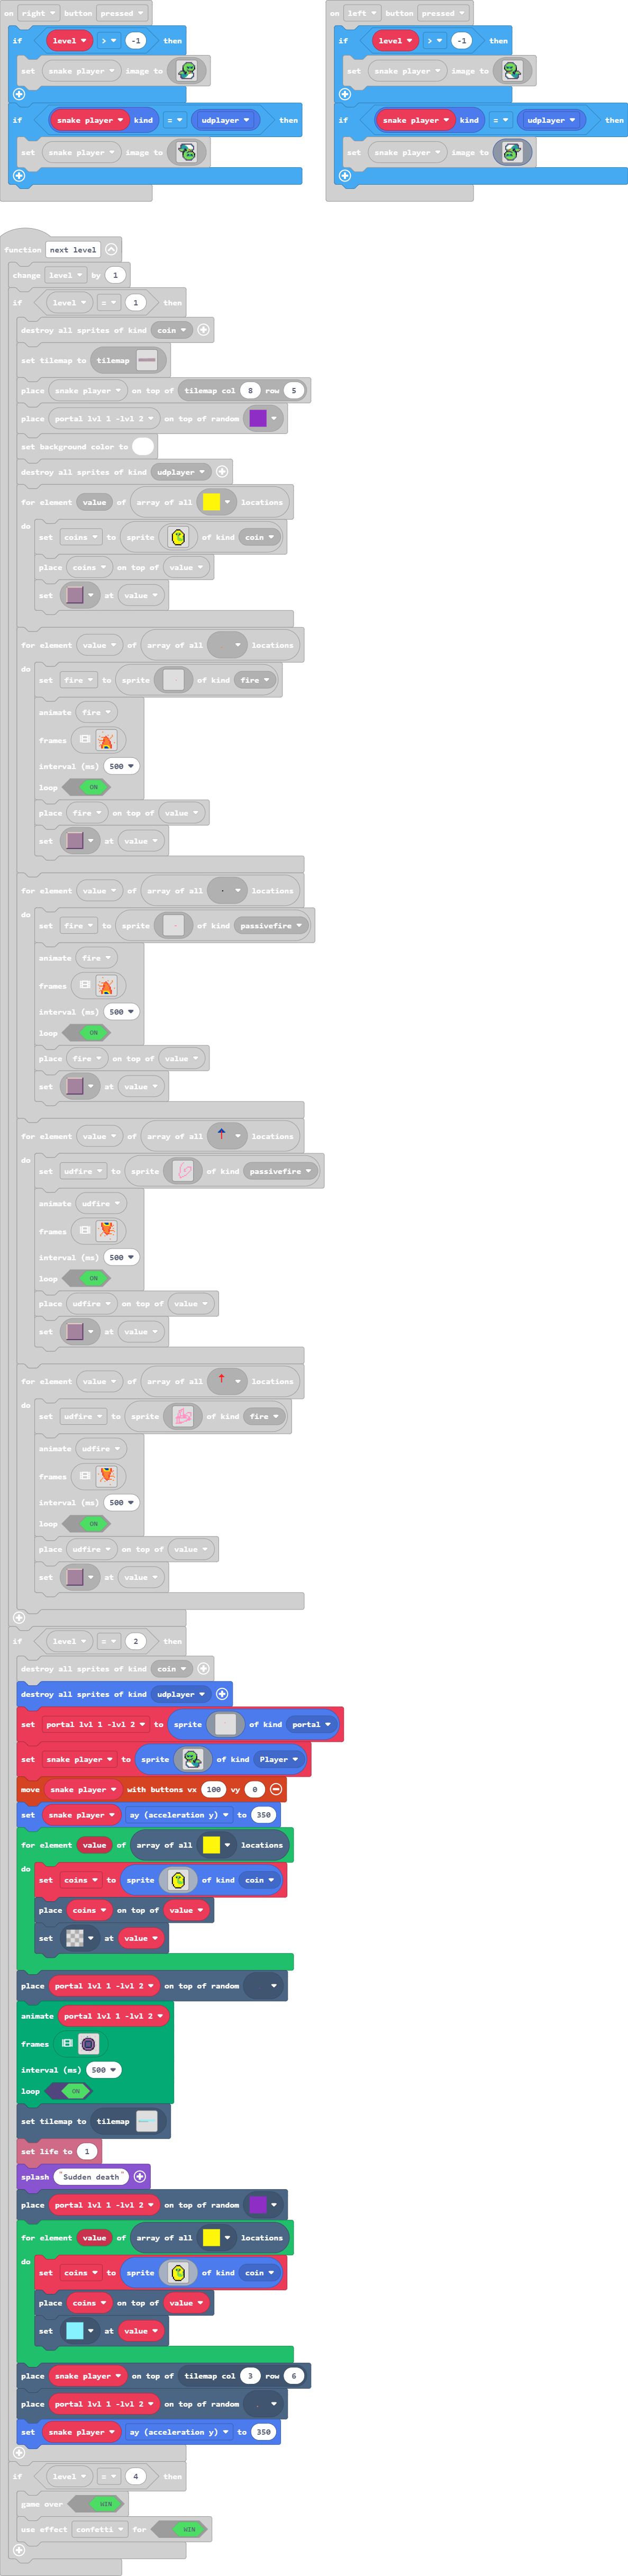 on right button pressed
if level > -1 then
set snake player image to
if snake player kind = udplayer then
set snake player image to
on left button pressed
if level > -1 then
set snake player image to
if snake player kind = udplayer then
set snake player image to
function next level
change level by 1
if level = 1 then
destroy all sprites of kind coin
set tilemap to tilemap
place snake player on top of tilemap col 8 row 5
place portal lvl 1 -lvl 2 on top of random
set background color to
destroy all sprites of kind udplayer
for element value of array of all locations
do
set coins to sprite of kind coin
place coins on top of value
set at value
for element value of array of all locations
do
set fire to sprite of kind fire
animate fire
frames
interval (ms) 500
loop ON
place fire on top of value
set at value
for element value of array of all locations
do
set fire to sprite of kind passivefire
animate fire
frames
interval (ms) 500
loop ON
place fire on top of value
set at value
for element value of array of all locations
do
set udfire to sprite of kind passivefire
animate udfire
frames
interval (ms) 500
loop ON
place udfire on top of value
set at value
for element value of array of all locations
do
set udfire to sprite of kind fire
animate udfire
frames
interval (ms) 500
loop ON
place udfire on top of value
set at value
if level = 2 then
destroy all sprites of kind coin
destroy all sprites of kind udplayer
set portal lvl 1 -lvl 2 to sprite of kind portal
set snake player to sprite of kind Player
move snake player with buttons vx 100 vy 0
set snake player ay (acceleration y) to 350
for element value of array of all locations
do
set coins to sprite of kind coin
place coins on top of value
set at value
place portal lvl 1 -lvl 2 on top of random
animate portal lvl 1 -lvl 2
frames
interval (ms) 500
loop ON
set tilemap to tilemap
set life to 1
splash "Sudden death"
place portal lvl 1 -lvl 2 on top of random
for element value of array of all locations
do
set coins to sprite of kind coin
place coins on top of value
set at value
place snake player on top of tilemap col 3 row 6
place portal lvl 1 -lvl 2 on top of random
set snake player ay (acceleration y) to 350
if level = 4 then
game over WIN
use effect confetti for WIN